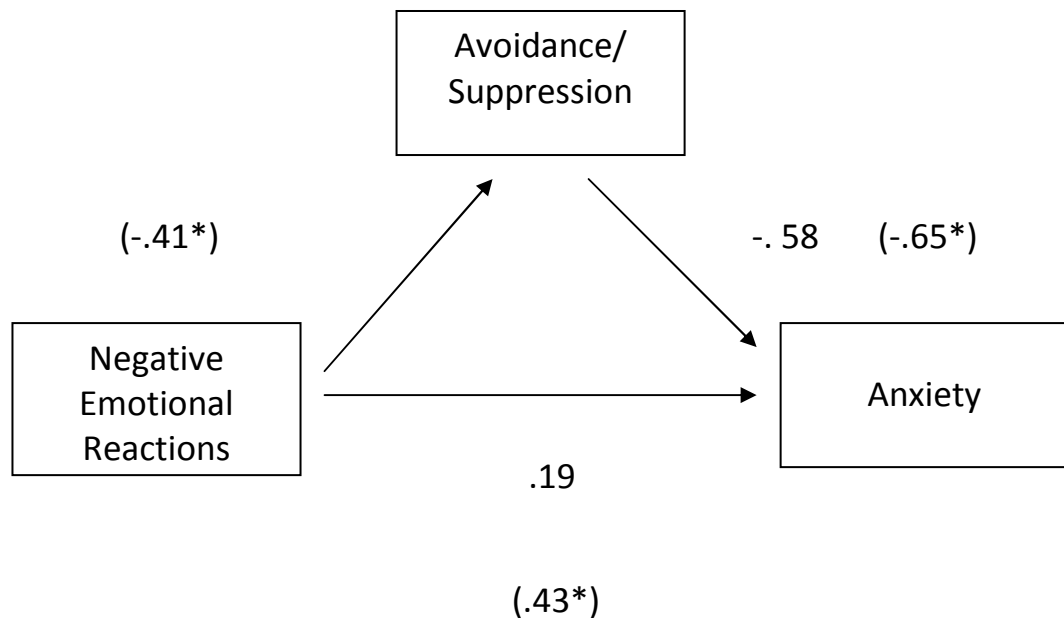 Avoidance/
Suppression
(-.41*)
-. 58 (-.65*)
Negative
Emotional
Reactions
Anxiety
.19
(.43*)